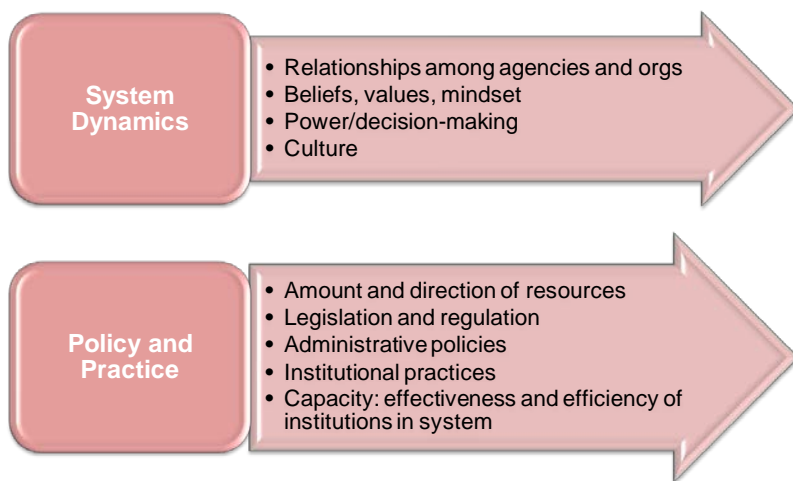 System
Dynamics
• Relationships among agencies and orgs
• Beliefs, values, mindset
• Power/decision-making
• Culture
Policy and
Practice
• Amount and direction of resources
• Legislation and regulation
• Administrative policies
• Institutional practices
• Capacity: effectiveness and efficiency of
institutions in system